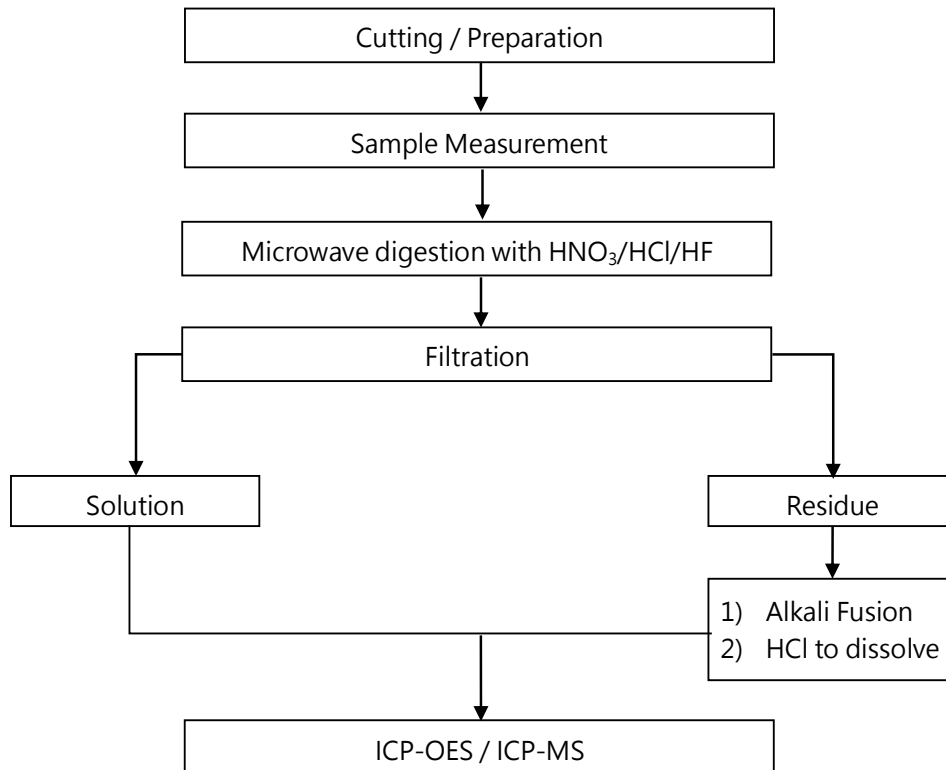 Cutting / Preparation
Sample Measurement
Microwave digestion with HNO₃/HCl/HF
Filtration
Solution
Residue
1) Alkali Fusion
2) HCl to dissolve
ICP-OES / ICP-MS